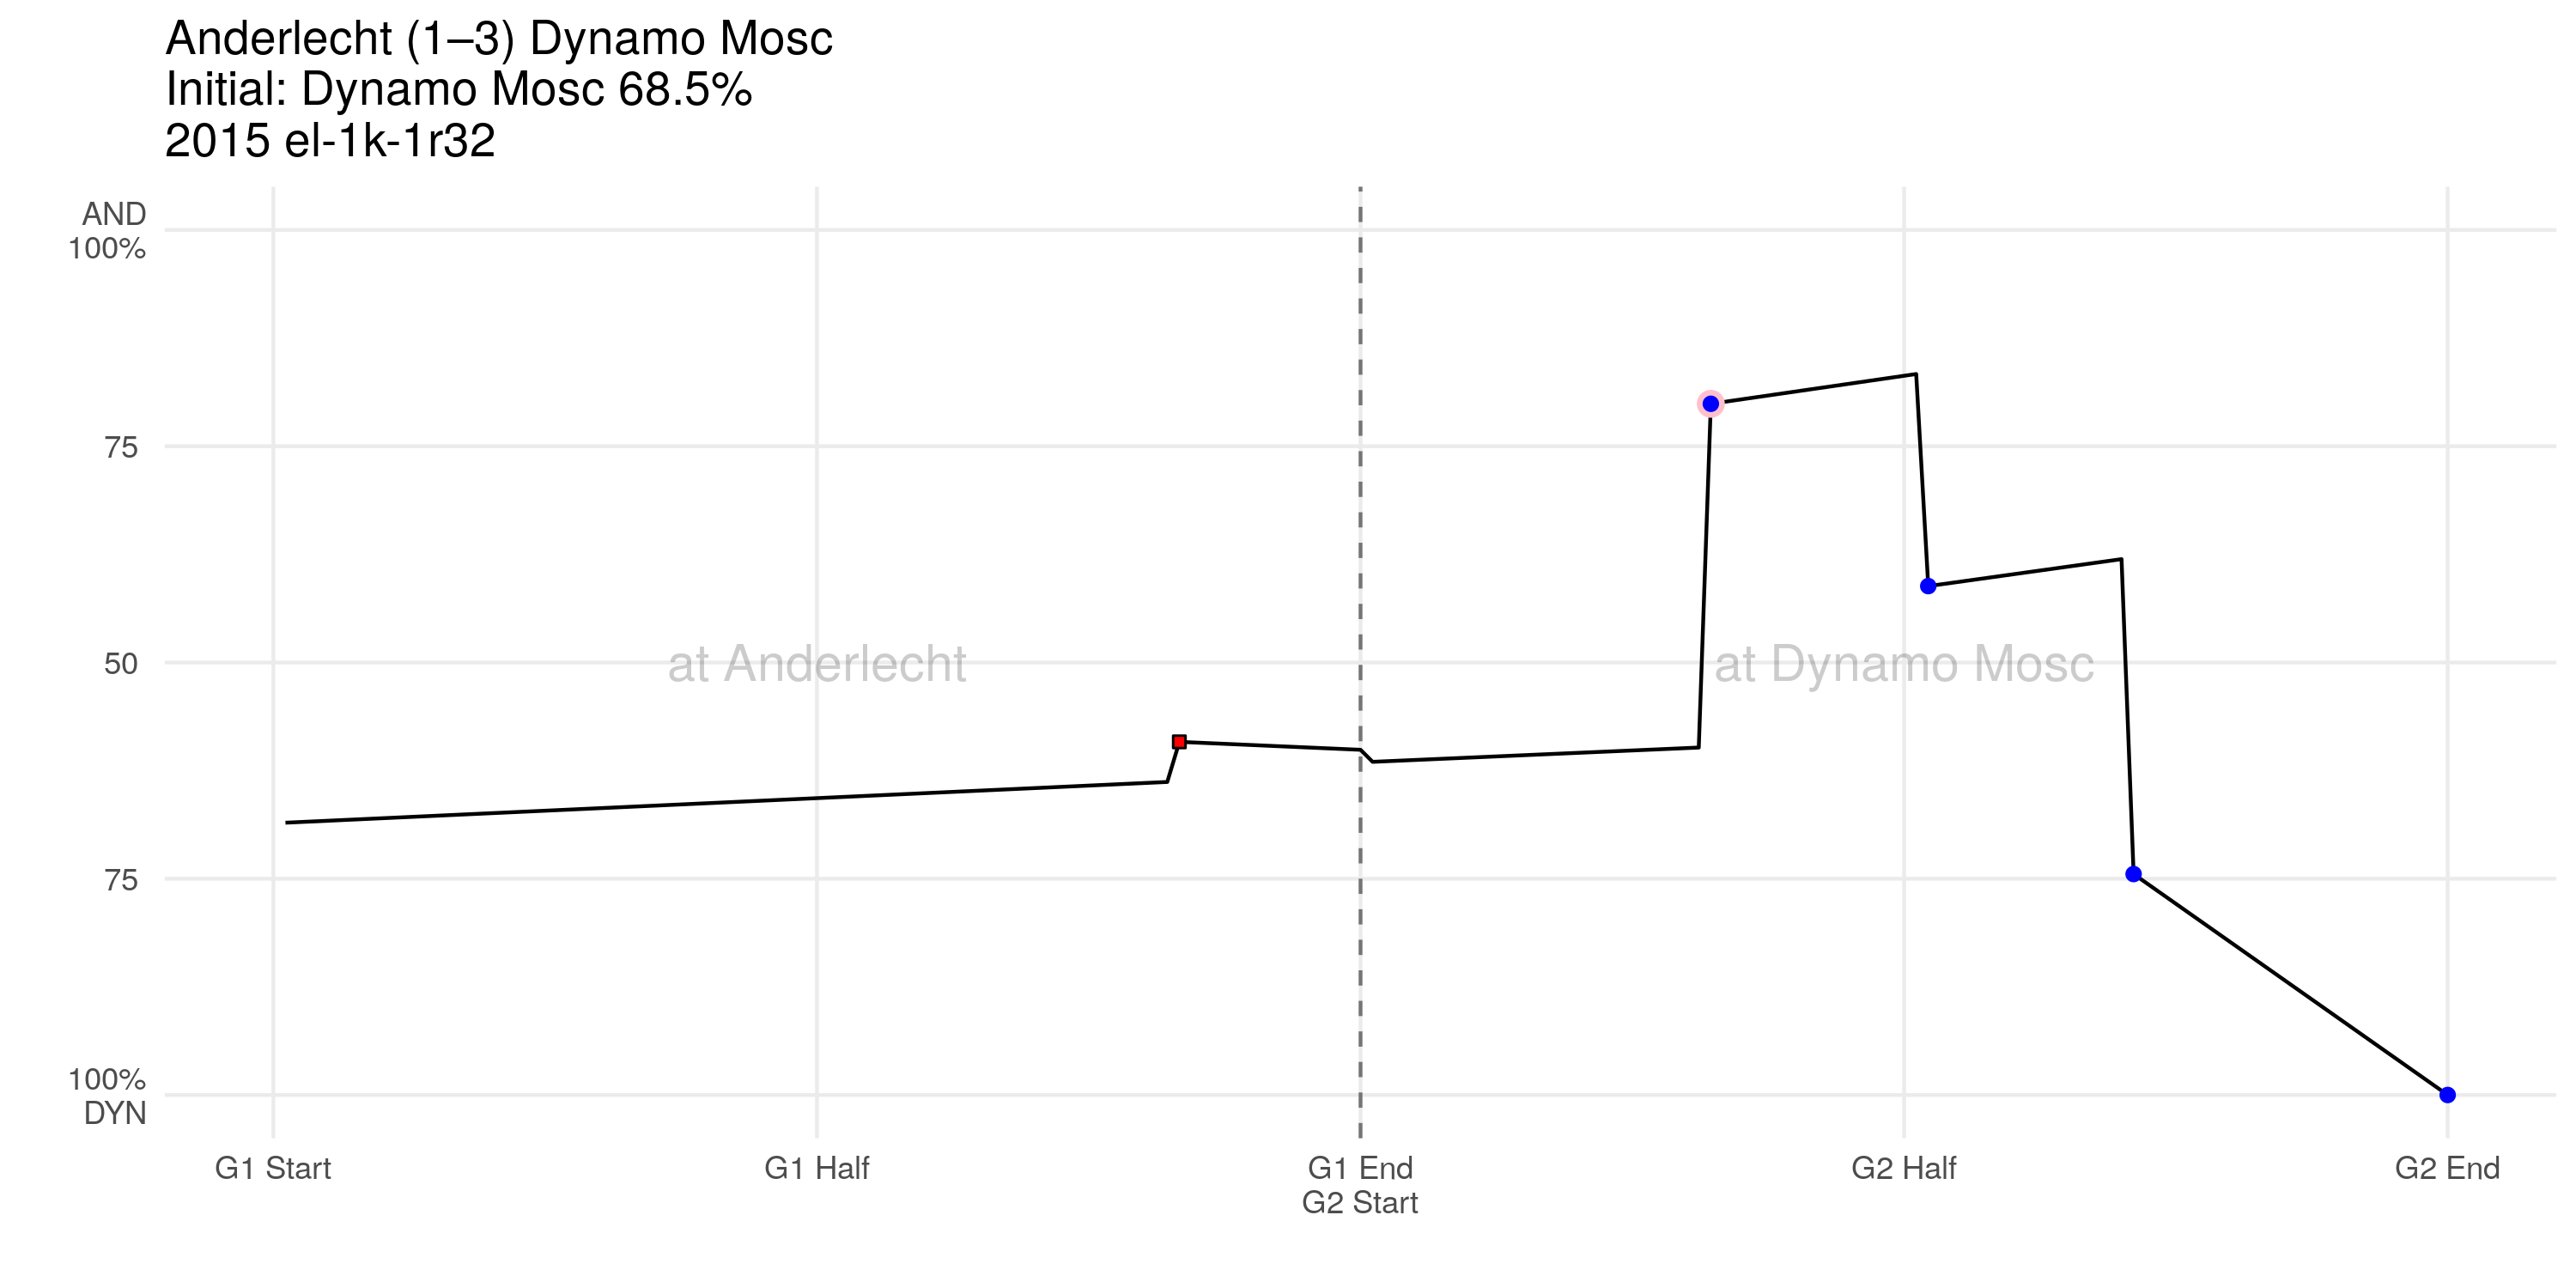 Anderlecht (1–3) Dynamo Mosc
Initial: Dynamo Mosc 68.5%
2015 el-1k-1r32
AND
100%
75
50
75
100%
DYN
at Anderlecht
at Dynamo Mosc
G1 Start
G1 Half
G1 End
G2 Start
G2 Half
G2 End